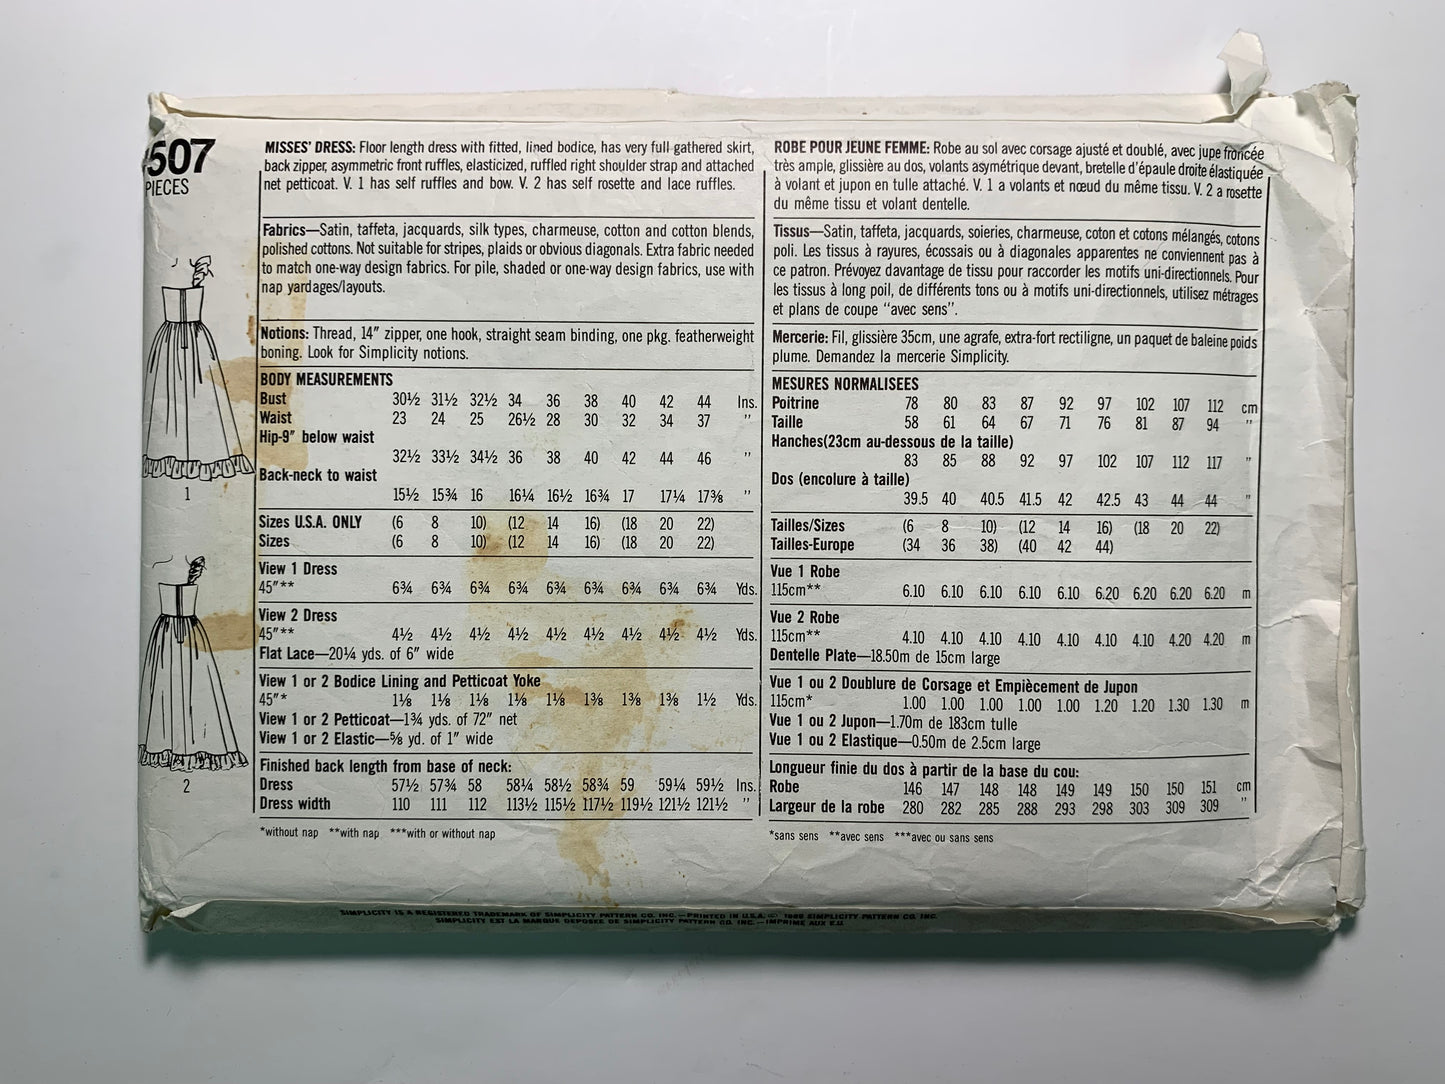 507
PIECES
1
2
MISSES' DRESS: Floor length dress with fitted, lined bodice, has very full gathered skirt,
back zipper, asymmetric front ruffles, elasticized, ruffled right shoulder strap and attached
net petticoat. V. 1 has self ruffles and bow. V. 2 has self rosette and lace ruffles.
Fabrics—Satin, taffeta, jacquards, silk types, charmeuse, cotton and cotton blends,
polished cottons. Not suitable for stripes, plaids or obvious diagonals. Extra fabric needed
to match one-way design fabrics. For pile, shaded or one-way design fabrics, use with
nap yardages/layouts.
Notions: Thread, 14" zipper, one hook, straight seam binding, one pkg. featherweight
boning. Look for Simplicity notions.
BODY MEASUREMENTS
Bust 30½ 31½ 32½ 34 36 38 40 42 44 Ins.
Waist 23 24 25 26½ 28 30 32 34 37 "
Hip-9" below waist
32½ 33½ 34½ 36 38 40 42 44 46 "
Back-neck to waist
15½ 15¾ 16 16¼ 16½ 16¾ 17 17¼ 17⅜ "
Sizes U.S.A. ONLY (6 8 10) (12 14 16) (18 20 22)
Sizes (6 8 10) (12 14 16) (18 20 22)
View 1 Dress
45"** 6¾ 6¾ 6¾ 6¾ 6¾ 6¾ 6¾ 6¾ 6¾ Yds.
View 2 Dress
45"** 4½ 4½ 4½ 4½ 4½ 4½ 4½ 4½ 4½ Yds.
Flat Lace—20¼ yds. of 6" wide
View 1 or 2 Bodice Lining and Petticoat Yoke
45"* 1⅛ 1⅛ 1⅛ 1⅛ 1⅛ 1⅜ 1⅜ 1⅜ 1½ Yds.
View 1 or 2 Petticoat—1¾ yds. of 72" net
View 1 or 2 Elastic—⅝ yd. of 1" wide
Finished back length from base of neck:
Dress 57½ 57¾ 58 58¼ 58½ 58¾ 59 59¼ 59½ Ins.
Dress width 110 111 112 113½ 115½ 117½ 119½ 121½ 121½ "
*without nap **with nap ***with or without nap
ROBE POUR JEUNE FEMME: Robe au sol avec corsage ajusté et doublé, avec jupe froncée
très ample, glissière au dos, volants asymétrique devant, bretelle d'épaule droite élastiquée
à volant et jupon en tulle attaché. V. 1 a volants et nœud du même tissu. V. 2 a rosette
du même tissu et volant dentelle.
Tissus—Satin, taffeta, jacquards, soieries, charmeuse, coton et cotons mélangés, cotons
poli. Les tissus à rayures, écossais ou à diagonales apparentes ne conviennent pas à
ce patron. Prévoyez davantage de tissu pour raccorder les motifs uni-directionnels. Pour
les tissus à long poil, de différents tons ou à motifs uni-directionnels, utilisez métrages
et plans de coupe "avec sens".
Mercerie: Fil, glissière 35cm, une agrafe, extra-fort rectiligne, un paquet de baleine poids
plume. Demandez la mercerie Simplicity.
MESURES NORMALISEES
Poitrine 78 80 83 87 92 97 102 107 112 cm
Taille 58 61 64 67 71 76 81 87 94 "
Hanches(23cm au-dessous de la taille)
83 85 88 92 97 102 107 112 117 "
Dos (encolure à taille)
39.5 40 40.5 41.5 42 42.5 43 44 44 "
Tailles/Sizes (6 8 10) (12 14 16) (18 20 22)
Tailles-Europe (34 36 38) (40 42 44)
Vue 1 Robe
115cm** 6.10 6.10 6.10 6.10 6.10 6.20 6.20 6.20 6.20 m
Vue 2 Robe
115cm** 4.10 4.10 4.10 4.10 4.10 4.10 4.10 4.20 4.20 m
Dentelle Plate—18.50m de 15cm large
Vue 1 ou 2 Doublure de Corsage et Empiècement de Jupon
115cm* 1.00 1.00 1.00 1.00 1.00 1.20 1.20 1.30 1.30 m
Vue 1 ou 2 Jupon—1.70m de 183cm tulle
Vue 1 ou 2 Elastique—0.50m de 2.5cm large
Longueur finie du dos à partir de la base du cou:
Robe 146 147 148 148 149 149 150 150 151 cm
Largeur de la robe 280 282 285 288 293 298 303 309 309 "
*sans sens **avec sens ***avec ou sans sens
SIMPLICITY IS A REGISTERED TRADEMARK OF SIMPLICITY PATTERN CO. INC.—PRINTED IN U.S.A. © 1988 SIMPLICITY PATTERN CO. INC.
SIMPLICITY EST LA MARQUE DEPOSEE DE SIMPLICITY PATTERN CO. INC.—IMPRIME AUX E.U.